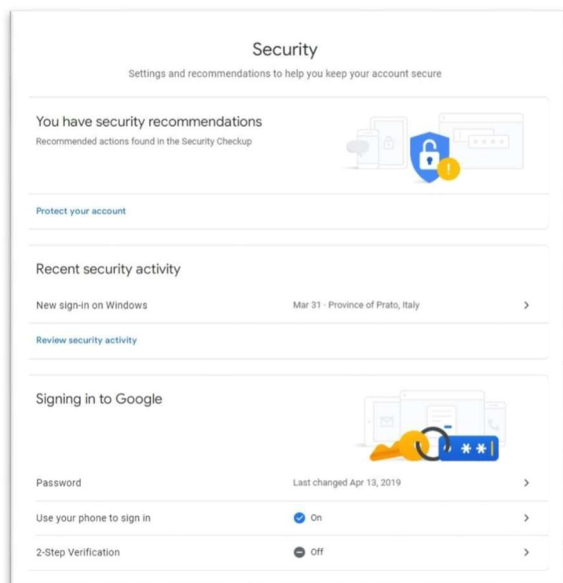 Security
Settings and recommendations to help you keep your account secure
You have security recommendations
Recommended actions found in the Security Checkup
Protect your account
Recent security activity
New sign-in on Windows Mar 31 · Province of Prato, Italy
Review security activity
Signing in to Google
Password Last changed Apr 13, 2019
Use your phone to sign in On
2-Step Verification Off